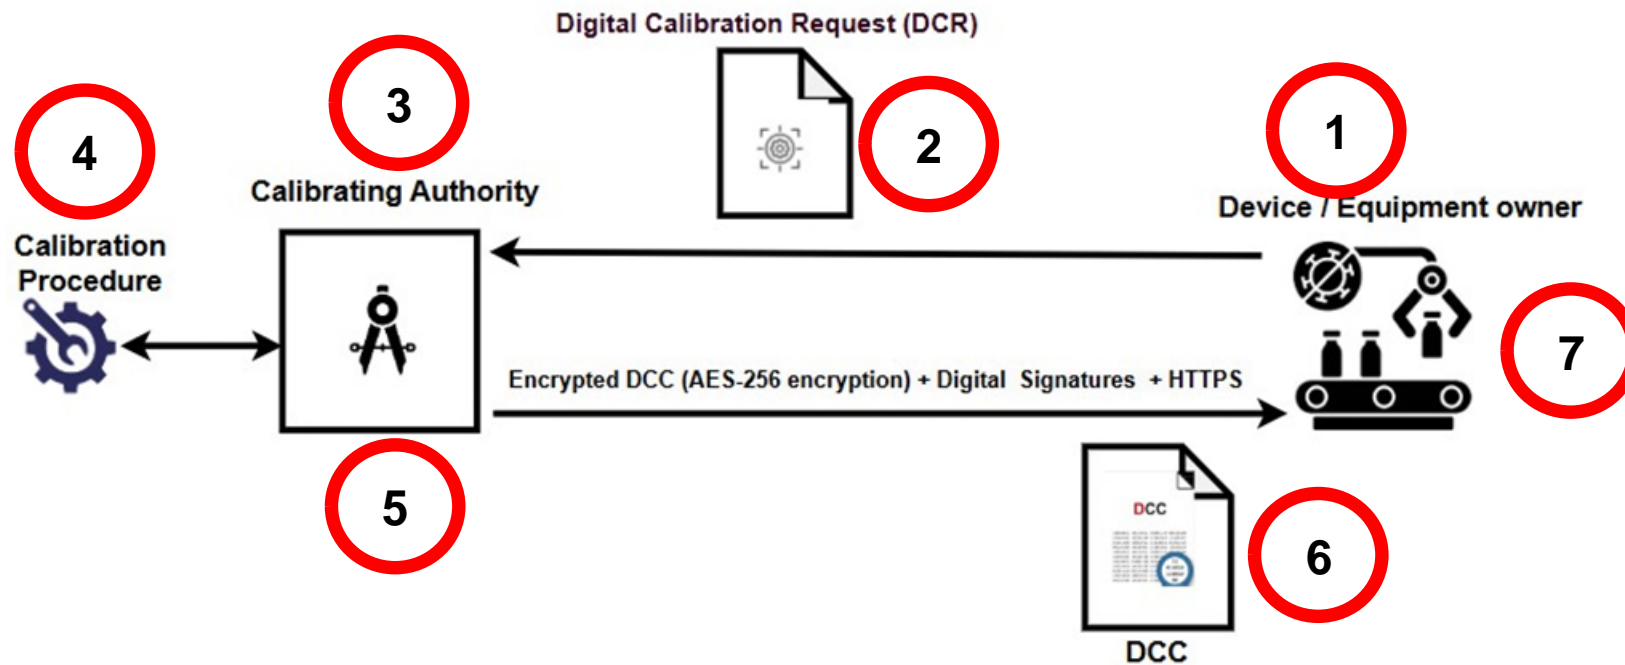 Digital Calibration Request (DCR)
3
1
4
2
Calibrating Authority
Device / Equipment owner
Calibration
Procedure
7
Encrypted DCC (AES-256 encryption) + Digital Signatures + HTTPS
5
DCC
6
DCC